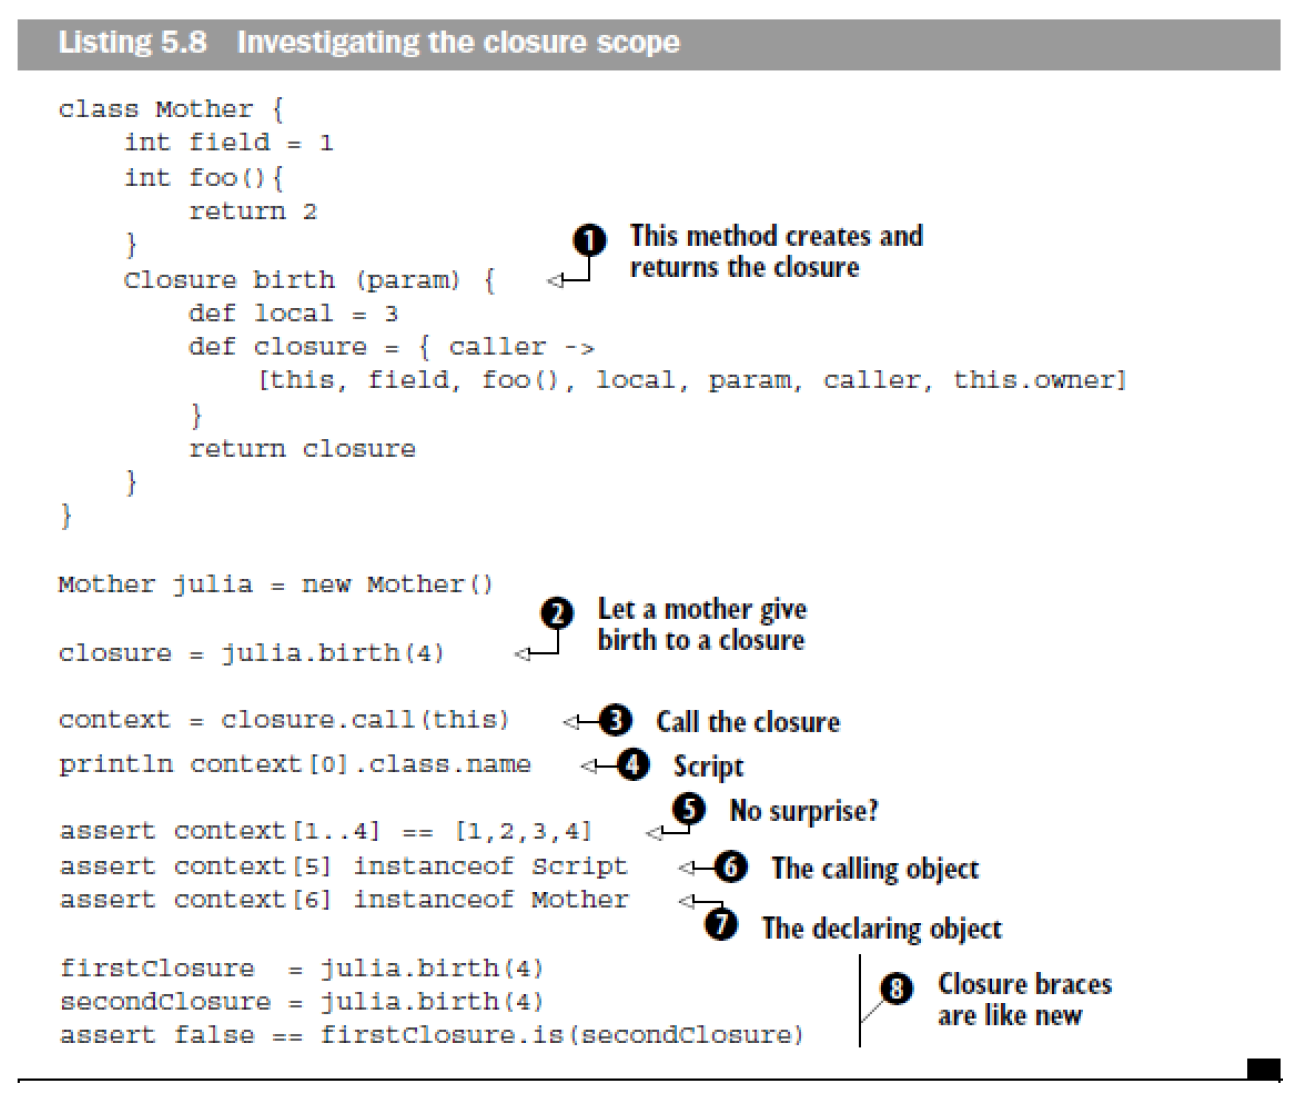 Listing 5.8 Investigating the closure scope
class Mother {
    int field = 1
    int foo(){
        return 2
    }
    Closure birth (param) {
1 This method creates and
returns the closure
        def local = 3
        def closure = { caller ->
            [this, field, foo(), local, param, caller, this.owner]
        }
        return closure
    }
}
Mother julia = new Mother()
closure = julia.birth(4)
2 Let a mother give
birth to a closure
context = closure.call(this)
3 Call the closure
println context[0].class.name
4 Script
assert context[1..4] == [1,2,3,4]
5 No surprise?
assert context[5] instanceof Script
6 The calling object
assert context[6] instanceof Mother
7 The declaring object
firstClosure  = julia.birth(4)
secondClosure = julia.birth(4)
assert false == firstClosure.is(secondClosure)
8 Closure braces
are like new